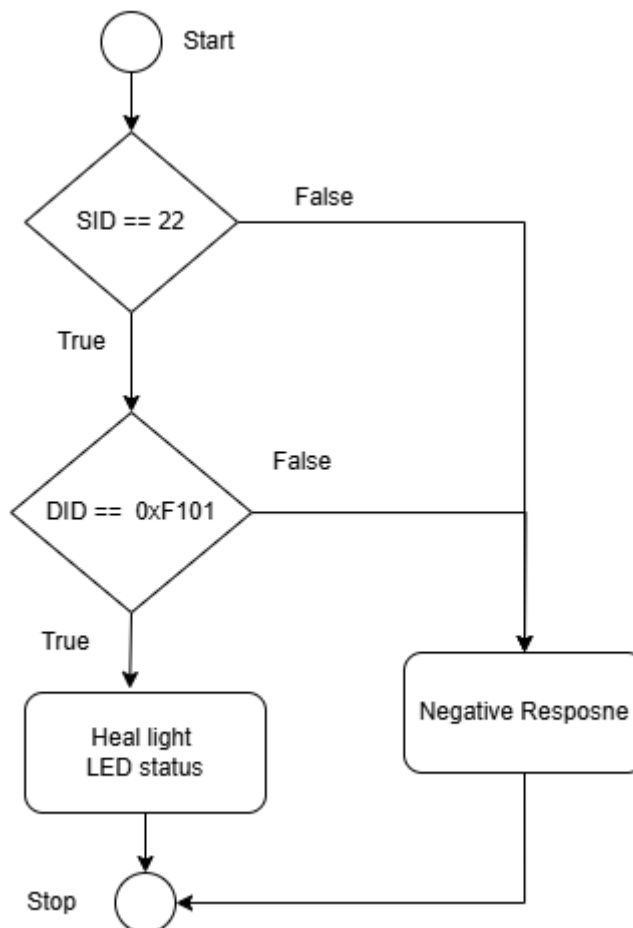 Start
SID == 22
False
True
DID ==  0xF101
False
True
Heal light
LED status
Negative Resposne
Stop